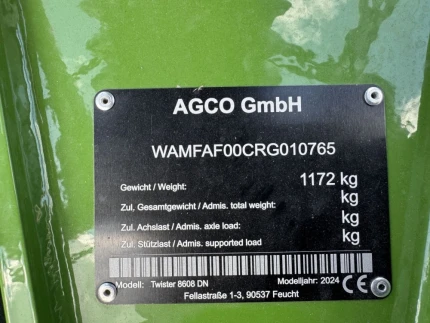 AGCO GmbH
WAMFAF00CRG010765
Gewicht / Weight: 1172 kg
Zul. Gesamtgewicht / Admis. total weight: kg
Zul. Achslast / Admis. axle load: kg
Zul. Stützlast / Admis. supported load kg
Modell: Twister 8608 DN Modelljahr: 2024 CE
Fellastraße 1-3, 90537 Feucht